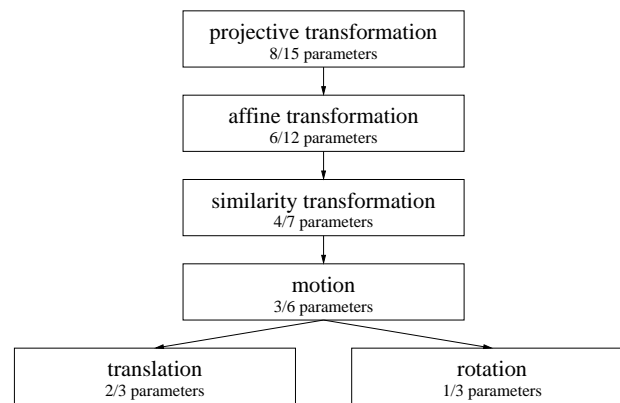 projective transformation
8/15 parameters
affine transformation
6/12 parameters
similarity transformation
4/7 parameters
motion
3/6 parameters
translation
2/3 parameters
rotation
1/3 parameters